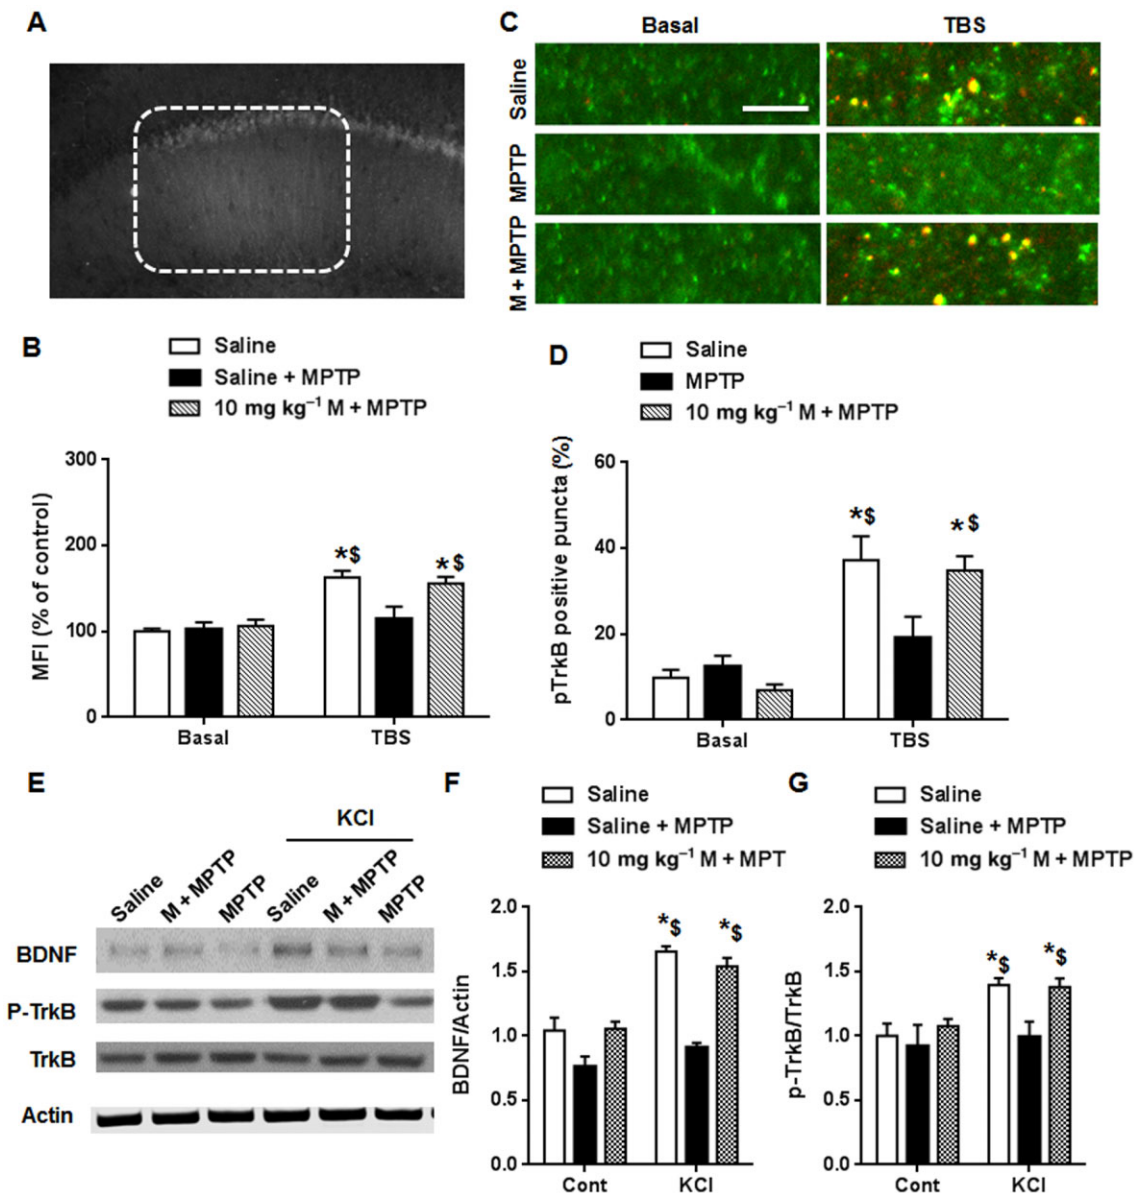 A
C
Basal
TBS
Saline
MPTP
M + MPTP
B
Saline
Saline + MPTP
10 mg kg⁻¹ M + MPTP
MFI (% of control)
300
200
100
0
*$
*$
Basal
TBS
D
Saline
MPTP
10 mg kg⁻¹ M + MPTP
pTrkB positive puncta (%)
60
40
20
0
*$
*$
Basal
TBS
E
KCl
Saline
M + MPTP
MPTP
Saline
M + MPTP
MPTP
BDNF
P-TrkB
TrkB
Actin
F
Saline
Saline + MPTP
10 mg kg⁻¹ M + MPT
BDNF/Actin
2.0
1.5
1.0
0.5
0.0
*$
*$
Cont
KCl
G
Saline
Saline + MPTP
10 mg kg⁻¹ M + MPTP
p-TrkB/TrkB
2.0
1.5
1.0
0.5
0.0
*$
*$
Cont
KCl